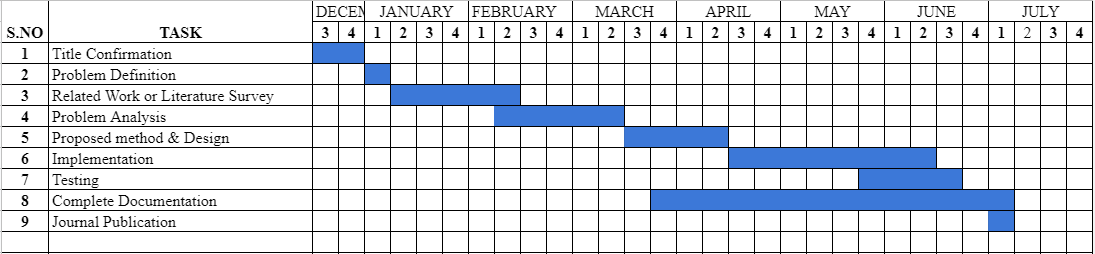 DECEM JANUARY FEBRUARY MARCH APRIL MAY JUNE JULY
S.NO TASK 3 4 1 2 3 4 1 2 3 4 1 2 3 4 1 2 3 4 1 2 3 4 1 2 3 4 1 2 3 4
1 Title Confirmation
2 Problem Definition
3 Related Work or Literature Survey
4 Problem Analysis
5 Proposed method & Design
6 Implementation
7 Testing
8 Complete Documentation
9 Journal Publication